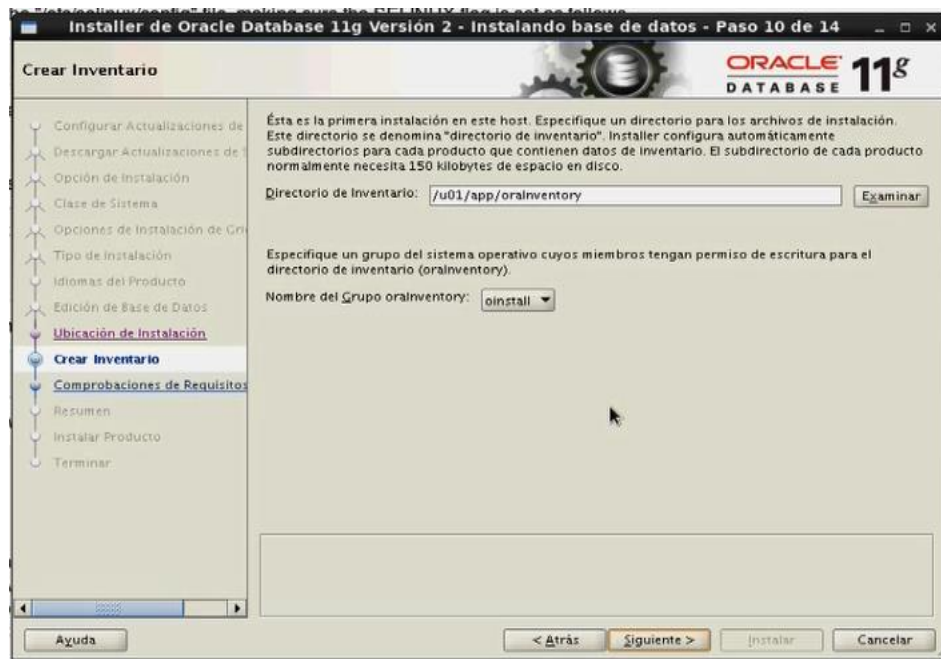 Installer de Oracle Database 11g Versión 2 - Instalando base de datos - Paso 10 de 14
Crear Inventario
ORACLE 11g
DATABASE
Configurar Actualizaciones de
Descargar Actualizaciones de
Opción de Instalación
Clase de Sistema
Opciones de Instalación de Gri
Tipo de Instalación
Idiomas del Producto
Edición de Base de Datos
Ubicación de Instalación
Crear Inventario
Comprobaciones de Requisitos
Resumen
Instalar Producto
Terminar
Ésta es la primera instalación en este host. Especifique un directorio para los archivos de instalación.
Este directorio se denomina "directorio de inventario". Installer configura automáticamente
subdirectorios para cada producto que contienen datos de inventario. El subdirectorio de cada producto
normalmente necesita 150 kilobytes de espacio en disco.
Directorio de Inventario: /u01/app/oraInventory Examinar
Especifique un grupo del sistema operativo cuyos miembros tengan permiso de escritura para el
directorio de inventario (oraInventory).
Nombre del Grupo oraInventory: oinstall
Ayuda < Atrás Siguiente > Instalar Cancelar